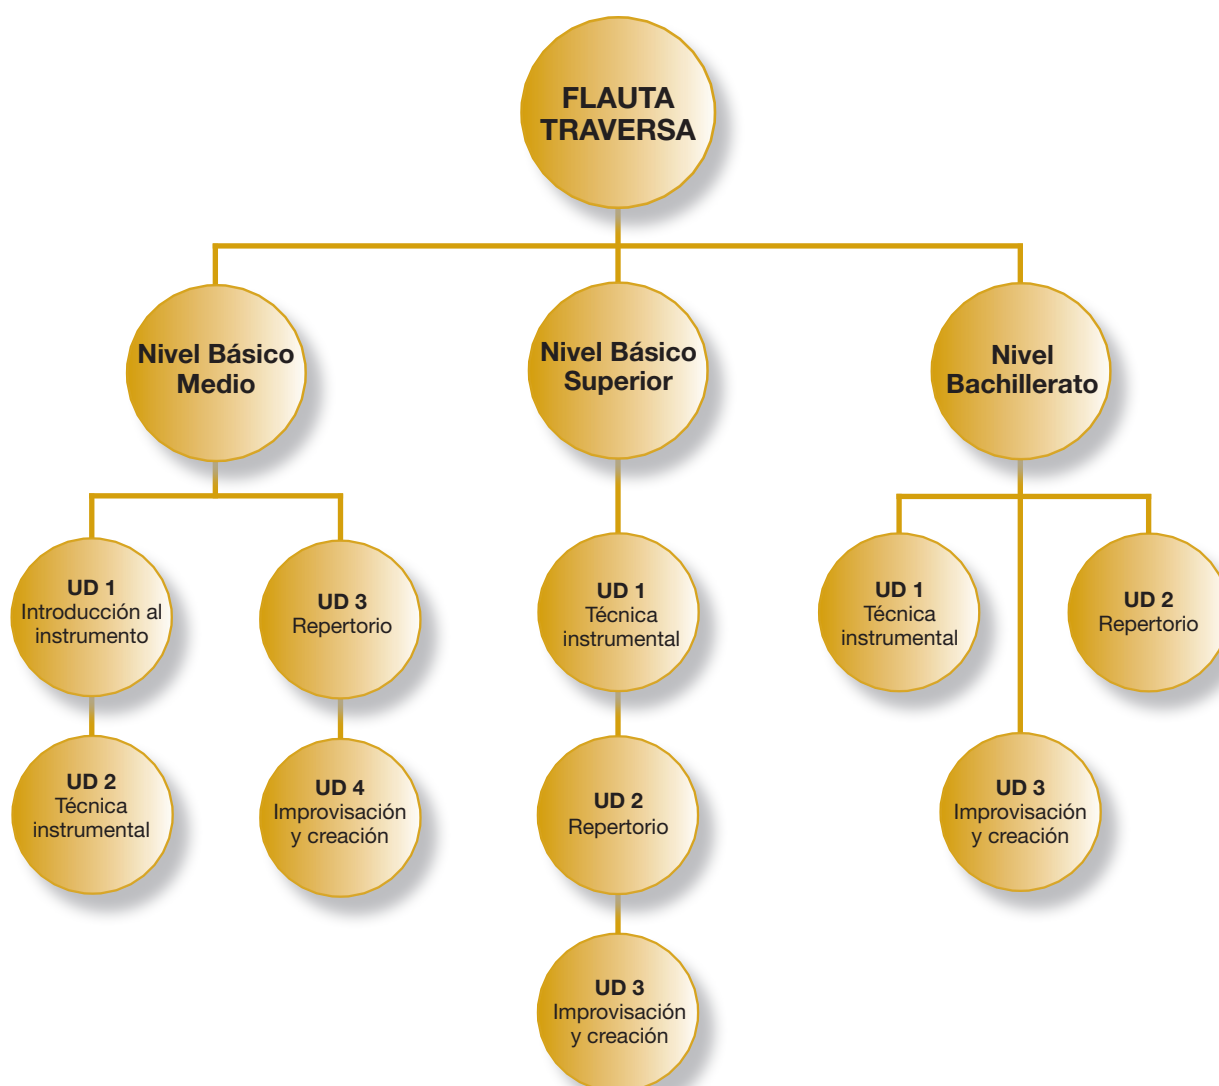 FLAUTA
TRAVERSA
Nivel Básico
Medio
Nivel Básico
Superior
Nivel
Bachillerato
UD 1
Introducción al
instrumento
UD 3
Repertorio
UD 1
Técnica
instrumental
UD 1
Técnica
instrumental
UD 2
Repertorio
UD 2
Técnica
instrumental
UD 4
Improvisación
y creación
UD 2
Repertorio
UD 3
Improvisación
y creación
UD 3
Improvisación
y creación